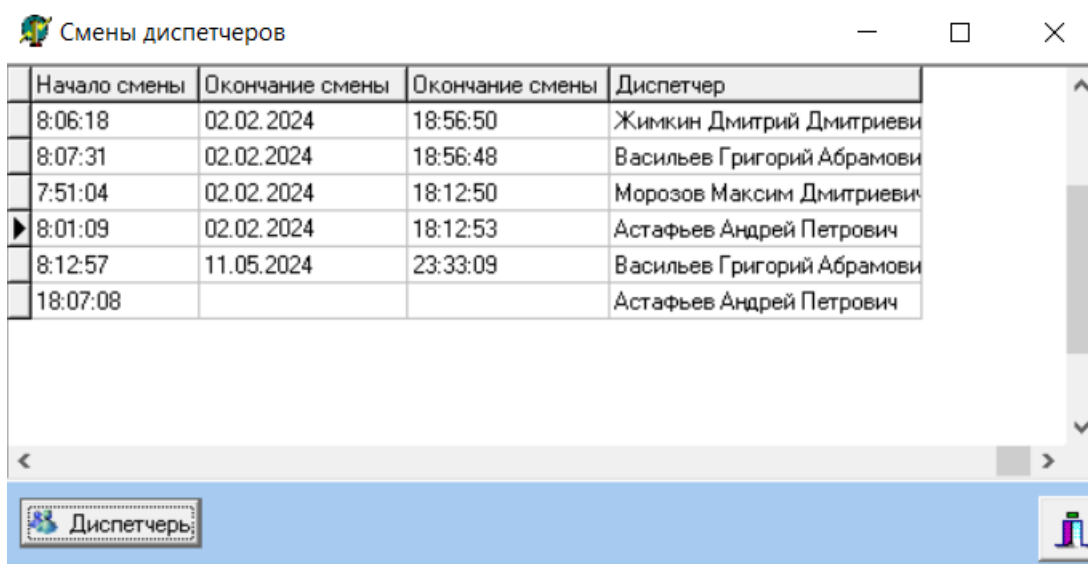 Смены диспетчеров
Начало смены Окончание смены Окончание смены Диспетчер
8:06:18 02.02.2024 18:56:50 Жимкин Дмитрий Дмитриеви
8:07:31 02.02.2024 18:56:48 Васильев Григорий Абрамови
7:51:04 02.02.2024 18:12:50 Морозов Максим Дмитриевич
8:01:09 02.02.2024 18:12:53 Астафьев Андрей Петрович
8:12:57 11.05.2024 23:33:09 Васильев Григорий Абрамови
18:07:08 Астафьев Андрей Петрович
Диспетчеры